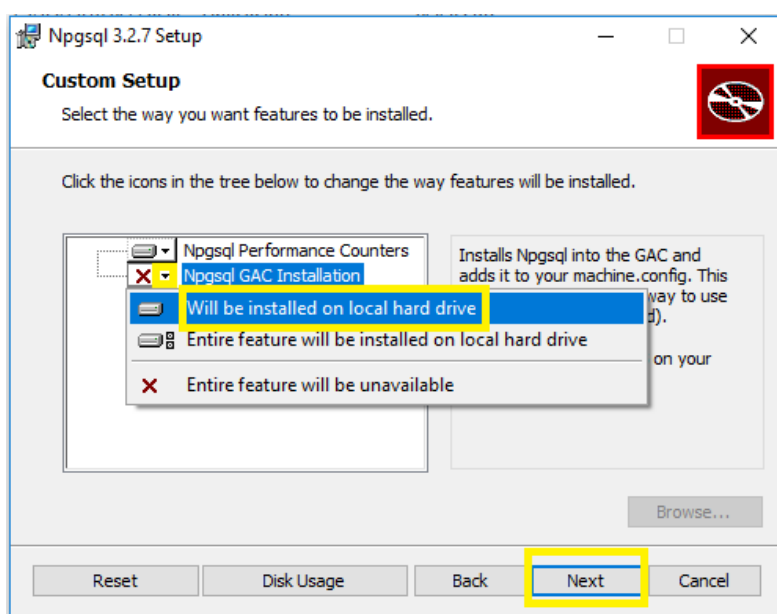 Npgsql 3.2.7 Setup
Custom Setup
Select the way you want features to be installed.
Click the icons in the tree below to change the way features will be installed.
Npgsql Performance Counters
Npgsql GAC Installation
Will be installed on local hard drive
Entire feature will be installed on local hard drive
Entire feature will be unavailable
Installs Npgsql into the GAC and
adds it to your machine.config. This
way to use
d).
on your
Browse...
Reset
Disk Usage
Back
Next
Cancel